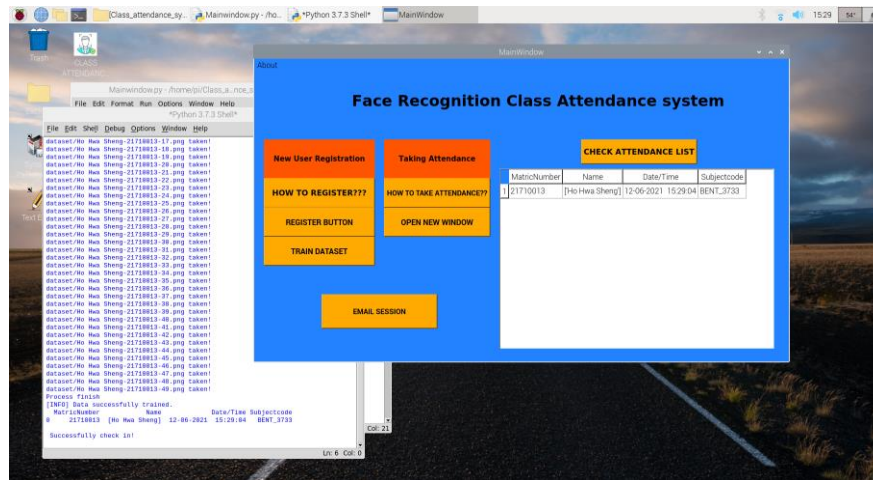 [Class_attendance_sy...
Mainwindow.py - /ho...
*Python 3.7.3 Shell*
MainWindow
15:29
54°
Trash
CLASS
ATTENDANC
Mainwindow.py - /home/pi/Class_a..nce_s
File Edit Format Run Options Window Help
*Python 3.7.3 Shell*
File Edit Shell Debug Options Window Help
dataset/Ho Hwa Sheng-21710013-17.png taken!
dataset/Ho Hwa Sheng-21710013-18.png taken!
dataset/Ho Hwa Sheng-21710013-19.png taken!
dataset/Ho Hwa Sheng-21710013-20.png taken!
dataset/Ho Hwa Sheng-21710013-21.png taken!
dataset/Ho Hwa Sheng-21710013-22.png taken!
dataset/Ho Hwa Sheng-21710013-23.png taken!
dataset/Ho Hwa Sheng-21710013-24.png taken!
dataset/Ho Hwa Sheng-21710013-25.png taken!
dataset/Ho Hwa Sheng-21710013-26.png taken!
dataset/Ho Hwa Sheng-21710013-27.png taken!
dataset/Ho Hwa Sheng-21710013-28.png taken!
dataset/Ho Hwa Sheng-21710013-29.png taken!
dataset/Ho Hwa Sheng-21710013-30.png taken!
dataset/Ho Hwa Sheng-21710013-31.png taken!
dataset/Ho Hwa Sheng-21710013-32.png taken!
dataset/Ho Hwa Sheng-21710013-33.png taken!
dataset/Ho Hwa Sheng-21710013-34.png taken!
dataset/Ho Hwa Sheng-21710013-35.png taken!
dataset/Ho Hwa Sheng-21710013-36.png taken!
dataset/Ho Hwa Sheng-21710013-37.png taken!
dataset/Ho Hwa Sheng-21710013-38.png taken!
dataset/Ho Hwa Sheng-21710013-39.png taken!
dataset/Ho Hwa Sheng-21710013-40.png taken!
dataset/Ho Hwa Sheng-21710013-41.png taken!
dataset/Ho Hwa Sheng-21710013-42.png taken!
dataset/Ho Hwa Sheng-21710013-43.png taken!
dataset/Ho Hwa Sheng-21710013-44.png taken!
dataset/Ho Hwa Sheng-21710013-45.png taken!
dataset/Ho Hwa Sheng-21710013-46.png taken!
dataset/Ho Hwa Sheng-21710013-47.png taken!
dataset/Ho Hwa Sheng-21710013-48.png taken!
dataset/Ho Hwa Sheng-21710013-49.png taken!
Process finish
[INFO] Data successfully trained.
MatricNumber Name Date/Time Subjectcode
0 21710013 [Ho Hwa Sheng] 12-06-2021 15:29:04 BENT_3733
Successfully check in!
Ln: 6 Col: 0
Col: 21
MainWindow
About
Face Recognition Class Attendance system
New User Registration
HOW TO REGISTER???
REGISTER BUTTON
TRAIN DATASET
Taking Attendance
HOW TO TAKE ATTENDANCE??
OPEN NEW WINDOW
EMAIL SESSION
CHECK ATTENDANCE LIST
MatricNumber Name Date/Time Subjectcode
1 21710013 [Ho Hwa Sheng] 12-06-2021 15:29:04 BENT_3733